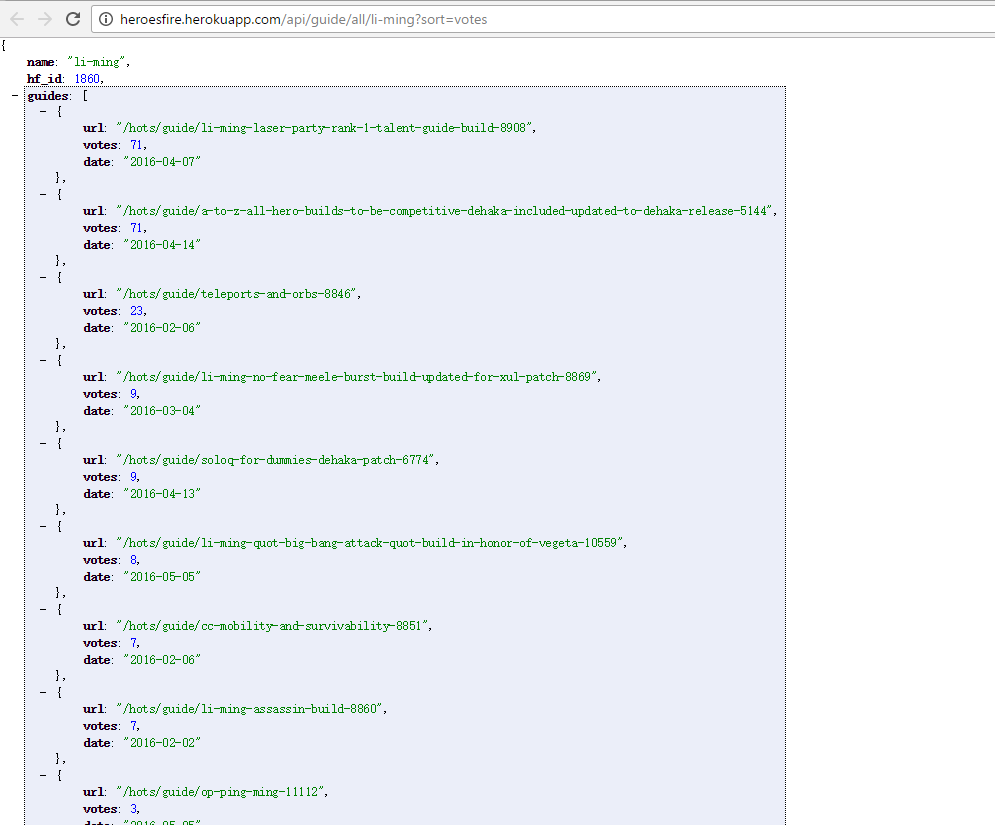 heroesfire.herokuapp.com/api/guide/all/li-ming?sort=votes
{
name: "li-ming",
hf_id: 1860,
- guides: [
- {
url: "/hots/guide/li-ming-laser-party-rank-1-talent-guide-build-8908",
votes: 71,
date: "2016-04-07"
},
- {
url: "/hots/guide/a-to-z-all-hero-builds-to-be-competitive-dehaka-included-updated-to-dehaka-release-5144",
votes: 71,
date: "2016-04-14"
},
- {
url: "/hots/guide/teleports-and-orbs-8846",
votes: 23,
date: "2016-02-06"
},
- {
url: "/hots/guide/li-ming-no-fear-meele-burst-build-updated-for-xul-patch-8869",
votes: 9,
date: "2016-03-04"
},
- {
url: "/hots/guide/soloq-for-dummies-dehaka-patch-6774",
votes: 9,
date: "2016-04-13"
},
- {
url: "/hots/guide/li-ming-quot-big-bang-attack-quot-build-in-honor-of-vegeta-10559",
votes: 8,
date: "2016-05-05"
},
- {
url: "/hots/guide/cc-mobility-and-survivability-8851",
votes: 7,
date: "2016-02-06"
},
- {
url: "/hots/guide/li-ming-assassin-build-8860",
votes: 7,
date: "2016-02-02"
},
- {
url: "/hots/guide/op-ping-ming-11112",
votes: 3,
date: "2016-05-05"